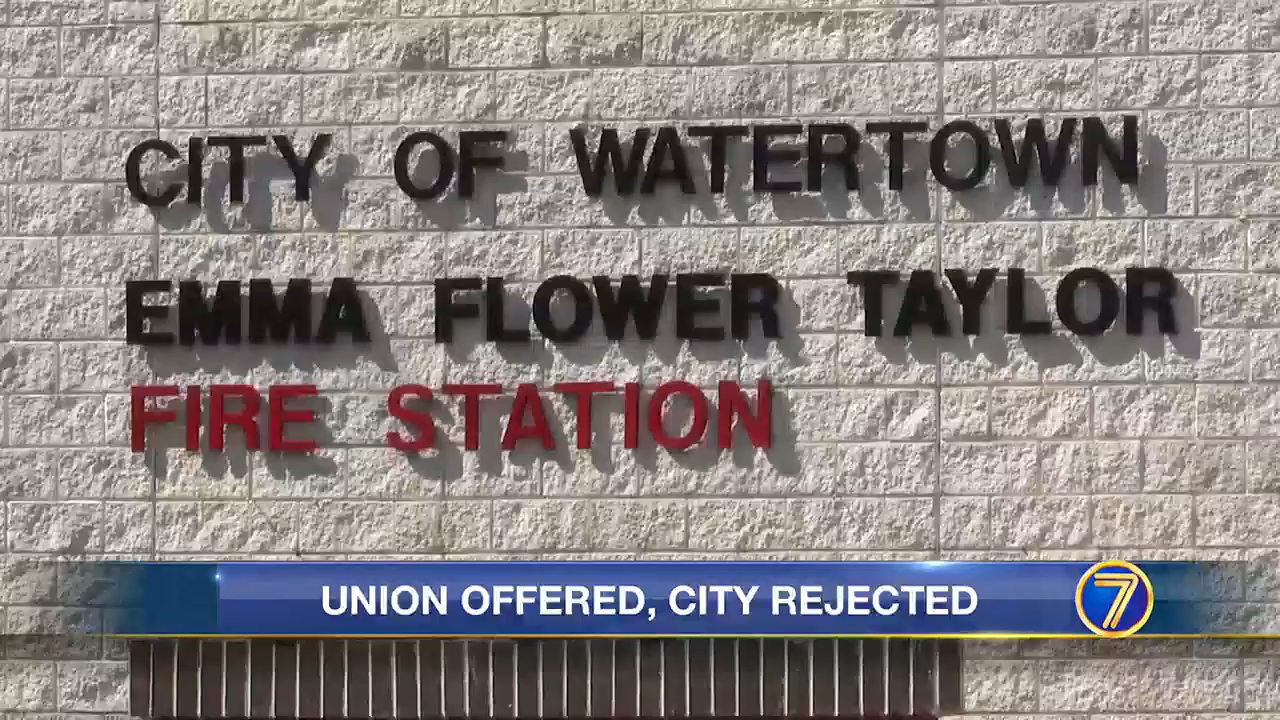 CITY OF WATERTOWN
EMMA FLOWER TAYLOR
FIRE STATION
UNION OFFERED, CITY REJECTED
7